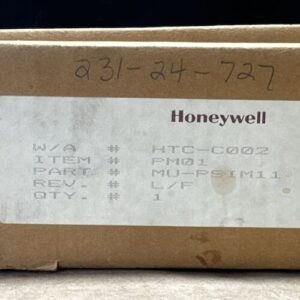 231-24-727
Honeywell
W/A # HTC-C002
ITEM # PM01
PART # MU-PSIM11
REV. # L/F
QTY. # 1